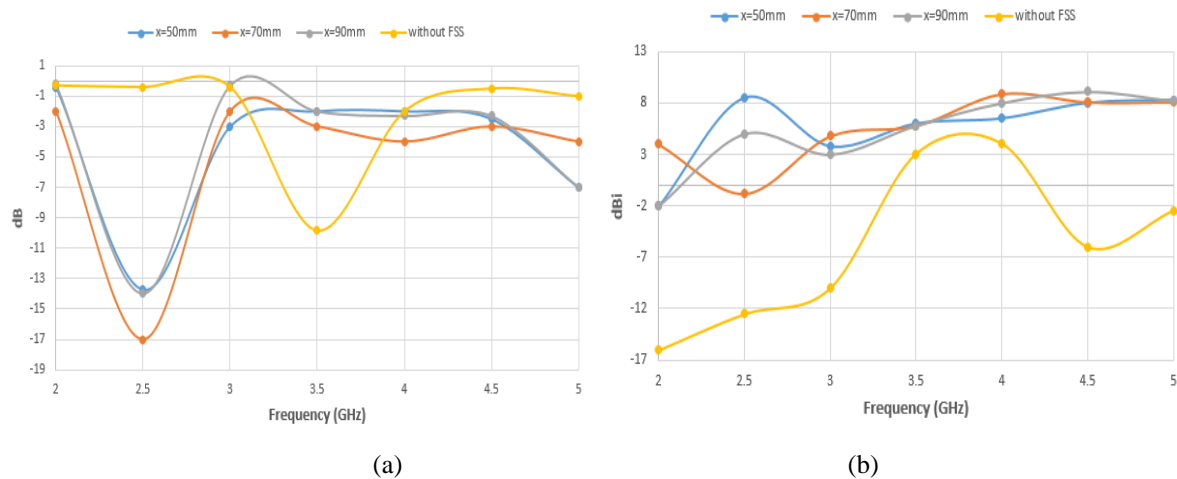 x=50mm x=70mm x=90mm without FSS
1
-1
-3
-5
-7
-9
-11
-13
-15
-17
-19
dB
2 2.5 3 3.5 4 4.5 5
Frequency (GHz)
(a)
x=50mm x=70mm x=90mm without FSS
13
8
3
-2
-7
-12
-17
dBi
2 2.5 3 3.5 4 4.5 5
Frequency (GHz)
(b)